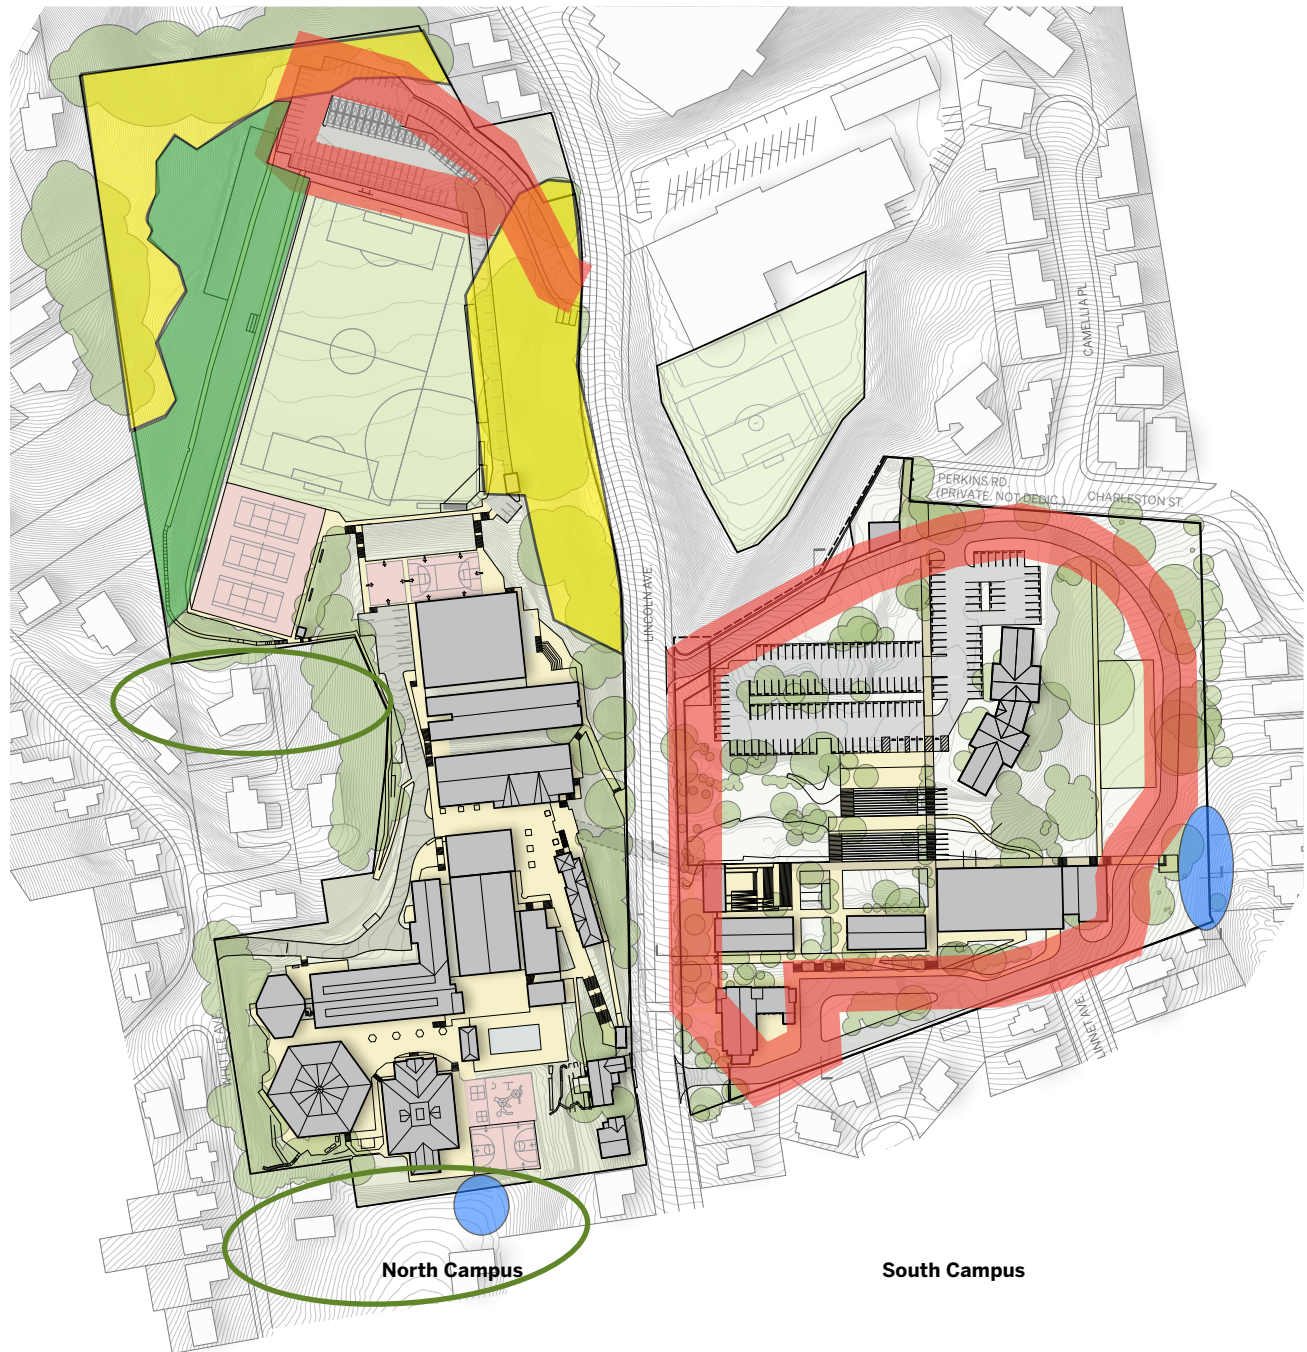 CAMELLIA PL
PERKINS RD.
(PRIVATE, NOT DEDIC.)
CHARLESTON ST.
LINCOLN AVE.
LINNET AVE
North Campus
South Campus